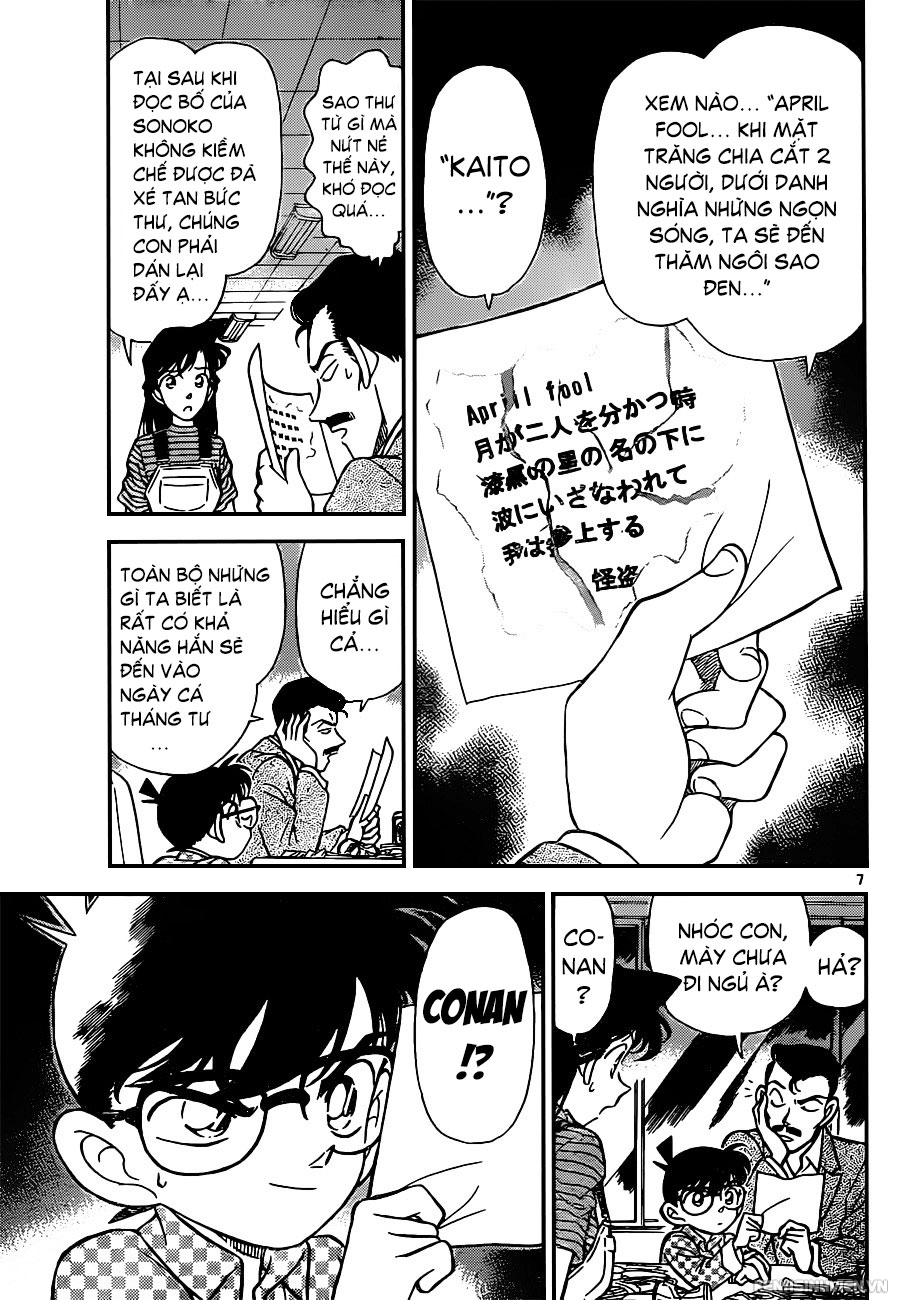 XEM NÀO... “APRIL
FOOL... KHI MẶT
TRĂNG CHIA CẮT 2
NGƯỜI, DƯỚI DANH
NGHĨA NHỮNG NGỌN
SÓNG, TA SẼ ĐẾN
THĂM NGÔI SAO
ĐEN...”
“KAITO
...”?
April fool
月が二人を分かつ時
漆黒の星の名の下に
波にいざなわれて
我は参上する
怪盗
SAO THƯ
TỪ GÌ MÀ
NỨT NẺ
THẾ NÀY,
KHÓ ĐỌC
QUÁ...
TẠI SAU KHI
ĐỌC BỐ CỦA
SONOKO
KHÔNG KIỀM
CHẾ ĐƯỢC ĐÃ
XÉ TAN BỨC
THƯ, CHÚNG
CON PHẢI
DÁN LẠI
ĐẤY Ạ...
CHẲNG
HIỂU GÌ
CẢ...
TOÀN BỘ NHỮNG
GÌ TA BIẾT LÀ
RẤT CÓ KHẢ
NĂNG HẮN SẼ
ĐẾN VÀO
NGÀY CÁ
THÁNG TƯ
...
7
HẢ?
NHÓC CON,
MÀY CHƯA
ĐI NGỦ À?
CO-
NAN
?
CONAN
!?